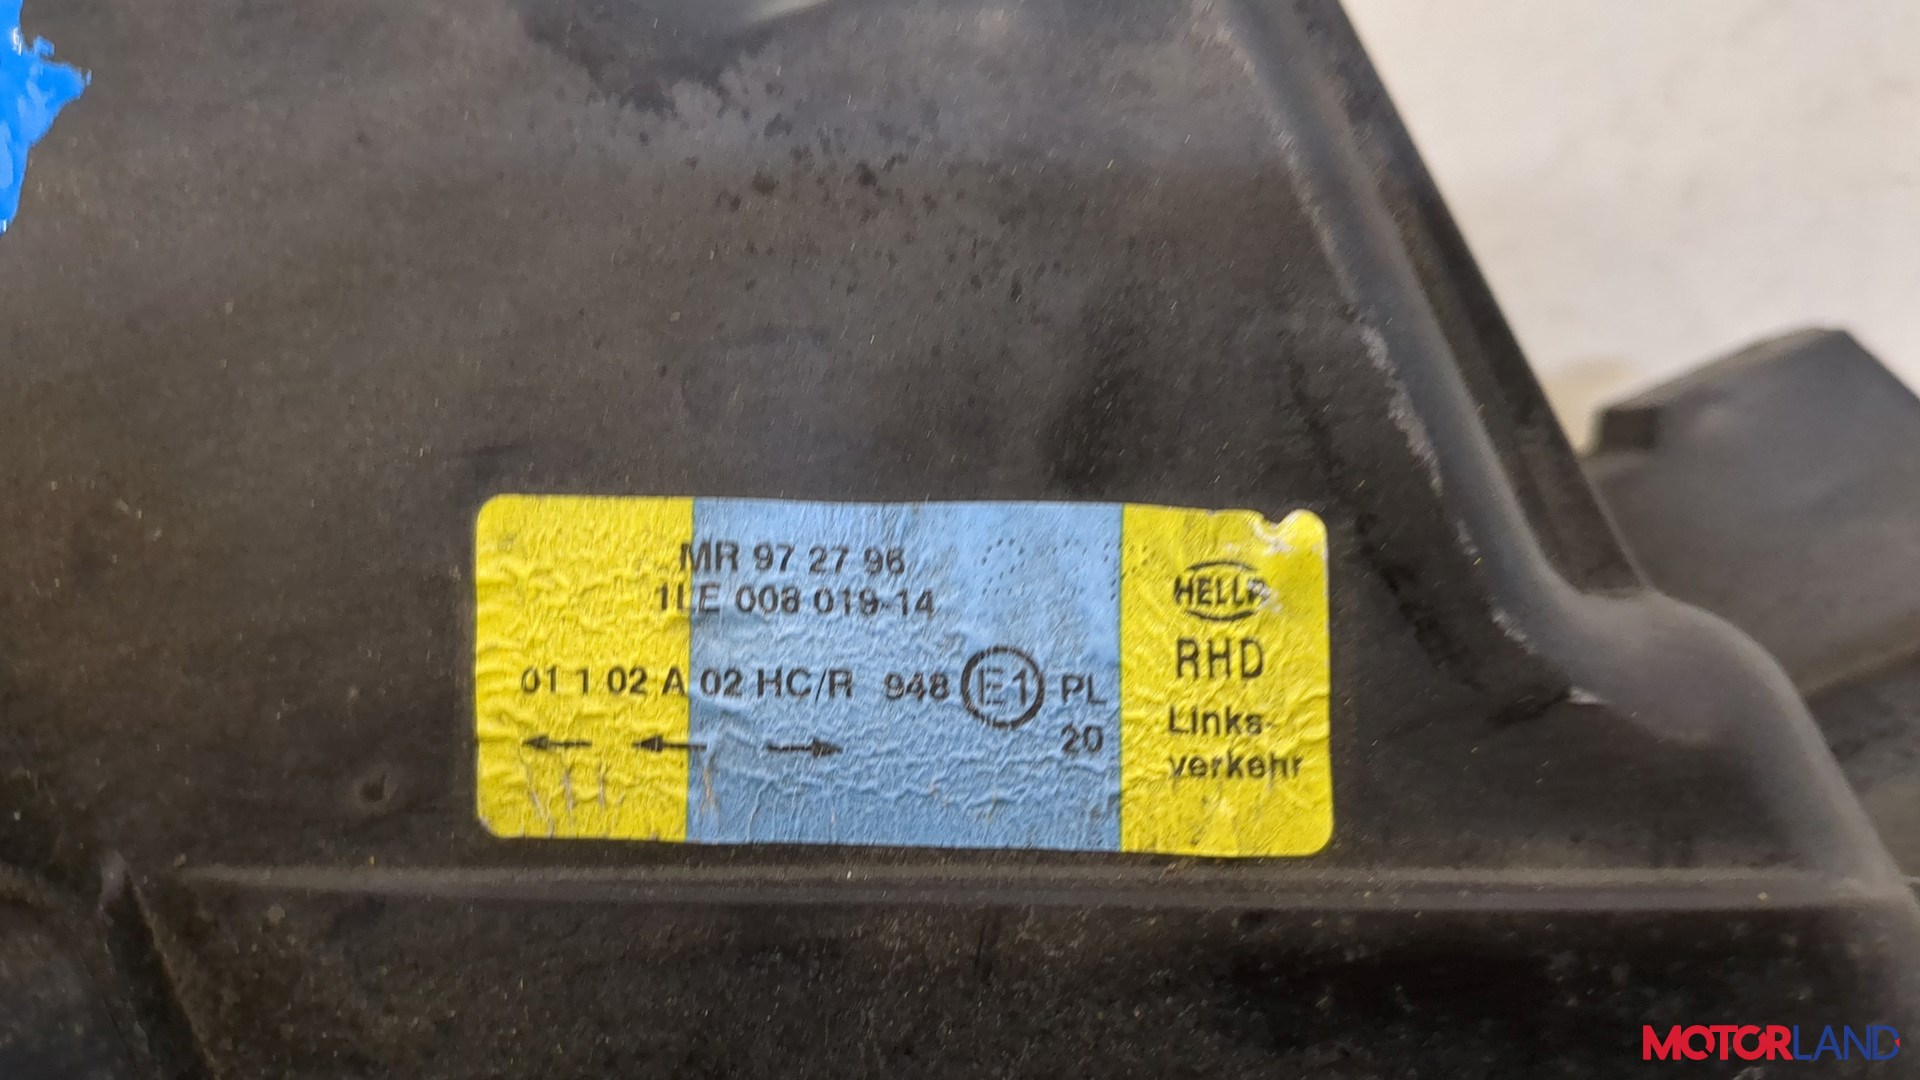 MR 97 27 96
1LE 008 019-14
HELLA
RHD
01 1 02 A 02 HC/R 948 E1 PL
20
Links-
verkehr
MOTORLAND